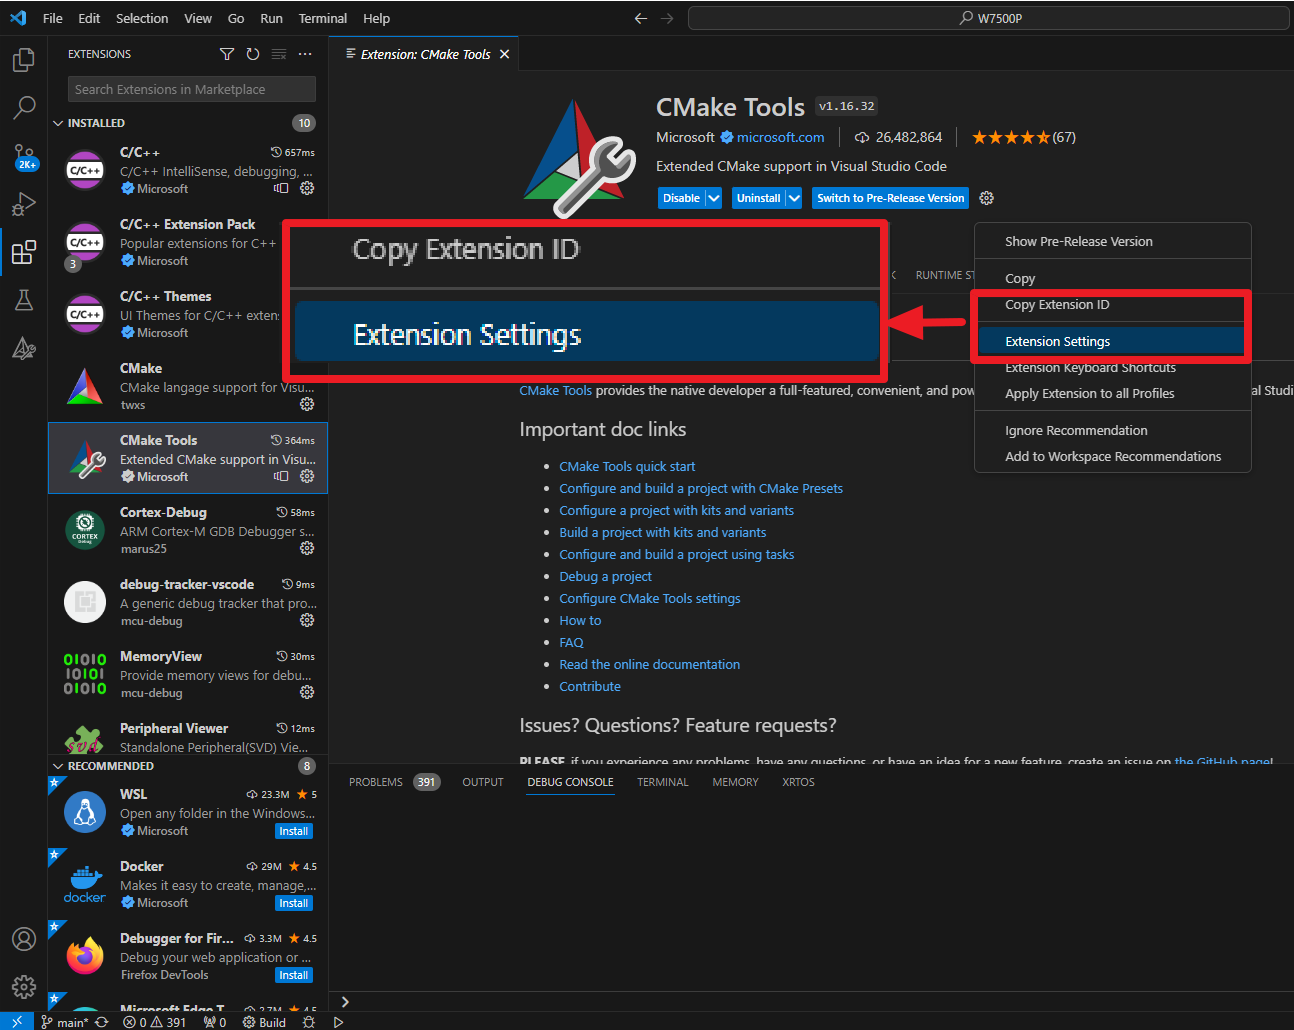 File Edit Selection View Go Run Terminal Help
W7500P
EXTENSIONS
Search Extensions in Marketplace
INSTALLED 10
C/C++ 657ms
C/C++ IntelliSense, debugging, ...
Microsoft
C/C++ Extension Pack
Popular extensions for C++
Microsoft
3
C/C++ Themes
UI Themes for C/C++ exten
Microsoft
CMake
CMake langage support for Visu...
twxs
CMake Tools 364ms
Extended CMake support in Visu...
Microsoft
Cortex-Debug 58ms
ARM Cortex-M GDB Debugger s...
marus25
debug-tracker-vscode 9ms
A generic debug tracker that pro...
mcu-debug
MemoryView 30ms
Provide memory views for debu...
mcu-debug
Peripheral Viewer 12ms
Standalone Peripheral(SVD) Vie...
RECOMMENDED 8
WSL 23.3M 5
Open any folder in the Windows...
Microsoft Install
Docker 29M 4.5
Makes it easy to create, manage,...
Microsoft Install
Debugger for Fir... 3.3M 4.5
Debug your web application or ...
Firefox DevTools Install
Microsoft Edge T... 2.7M 4.5
2K+
C/C++
C/C++
C/C++
CORTEX
Debug
01010
10101
01010
svd
docker
Extension: CMake Tools
CMake Tools v1.16.32
Microsoft microsoft.com 26,482,864 (67)
Extended CMake support in Visual Studio Code
Disable Uninstall Switch to Pre-Release Version
RUNTIME ST
Copy Extension ID
Extension Settings
Show Pre-Release Version
Copy
Copy Extension ID
Extension Settings
Extension Keyboard Shortcuts
Apply Extension to all Profiles
Ignore Recommendation
Add to Workspace Recommendations
CMake Tools provides the native developer a full-featured, convenient, and pow al Studi
Important doc links
CMake Tools quick start
Configure and build a project with CMake Presets
Configure a project with kits and variants
Build a project with kits and variants
Configure and build a project using tasks
Debug a project
Configure CMake Tools settings
How to
FAQ
Read the online documentation
Contribute
Issues? Questions? Feature requests?
PLEASE, if you experience any problems, have any questions, or have an idea for a new feature, create an issue on the GitHub page!
PROBLEMS 391 OUTPUT DEBUG CONSOLE TERMINAL MEMORY XRTOS
main* 0 391 0 Build